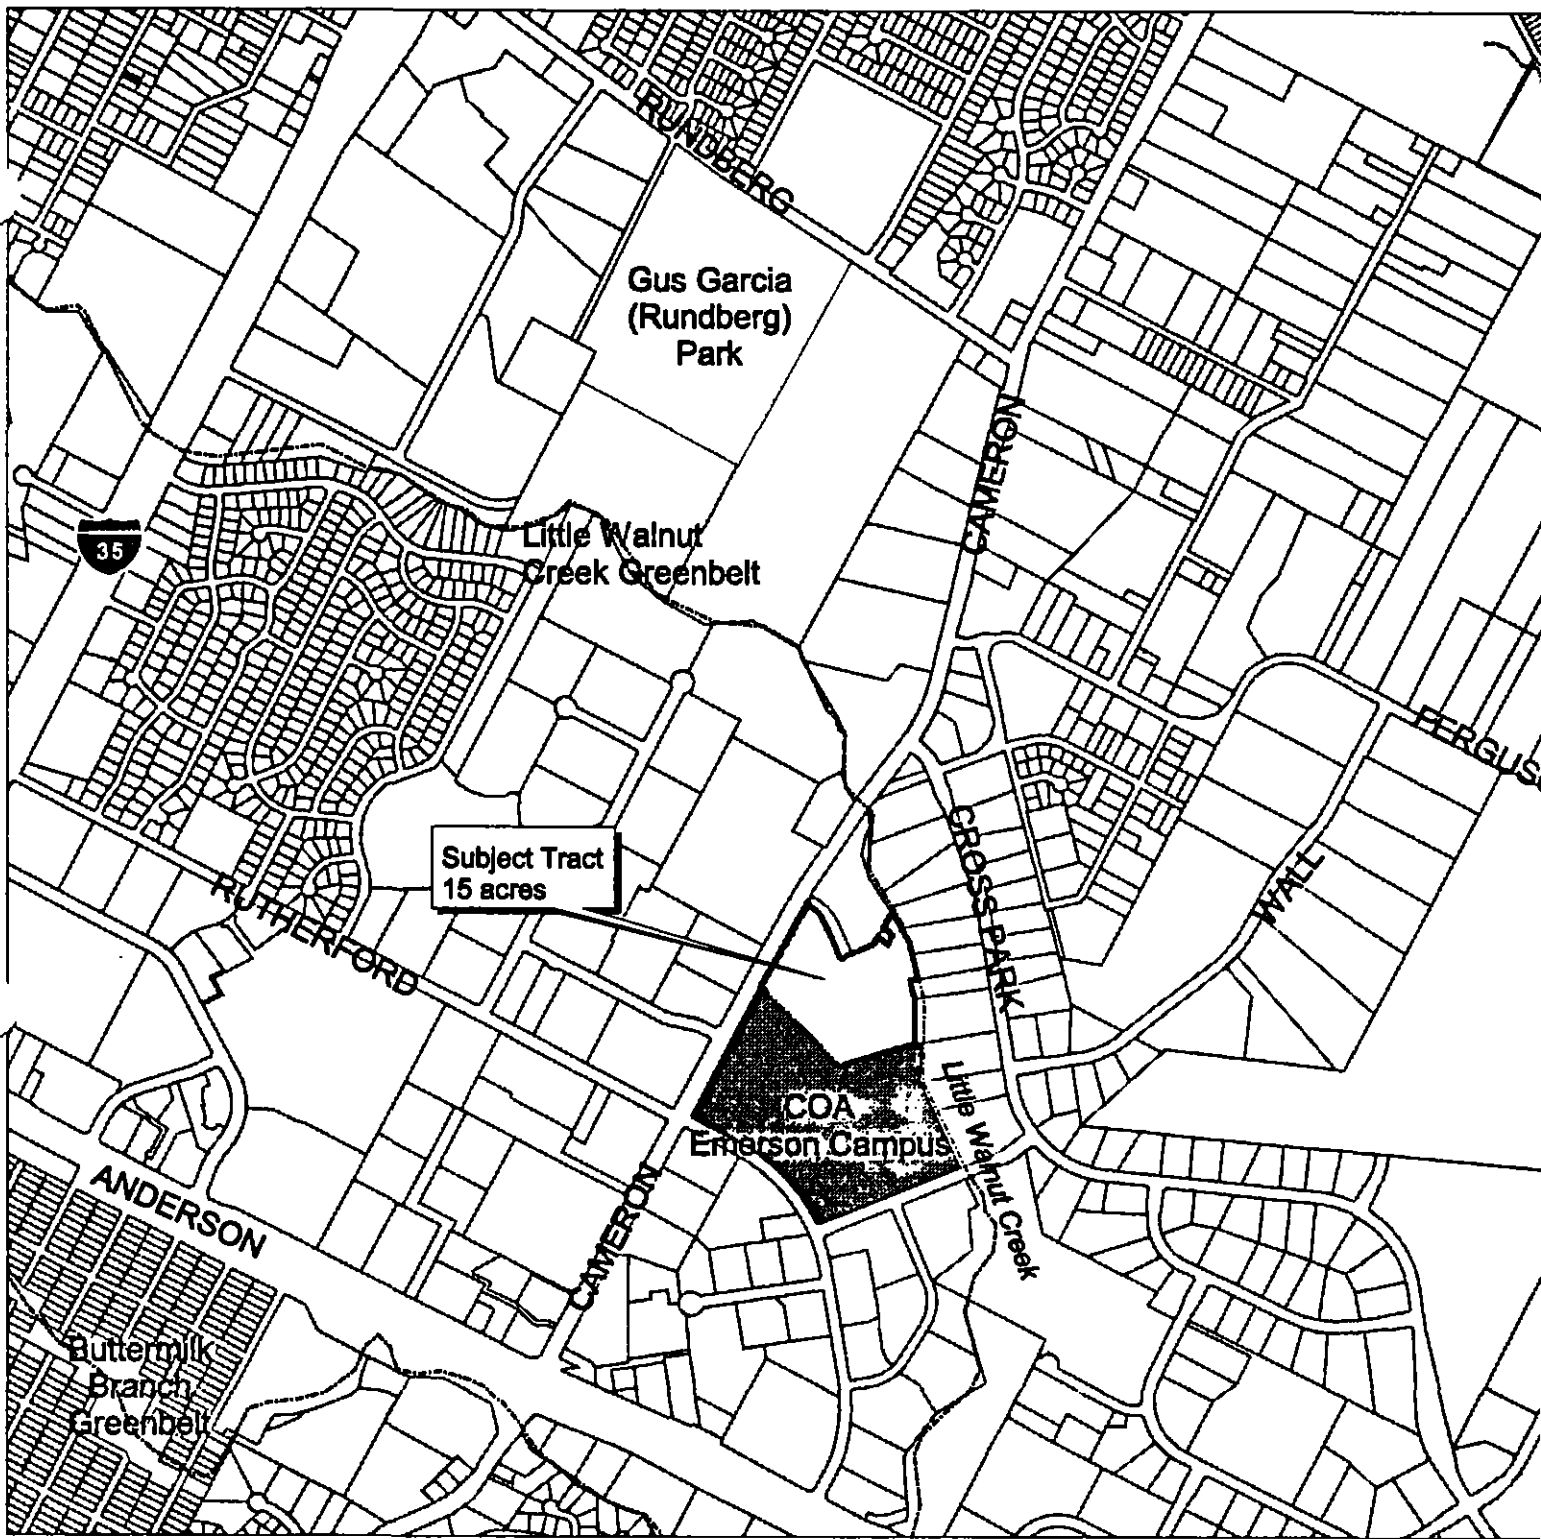 RUNDBERG
Gus Garcia
(Rundberg)
Park
CAMERON
35
Little Walnut
Creek Greenbelt
CROSS PARK
WALL
Subject Tract
15 acres
RUTHERFORD
COA
Emerson Campus
Little Walnut Creek
ANDERSON
CAMERON
Buttermilk
Branch
Greenbelt